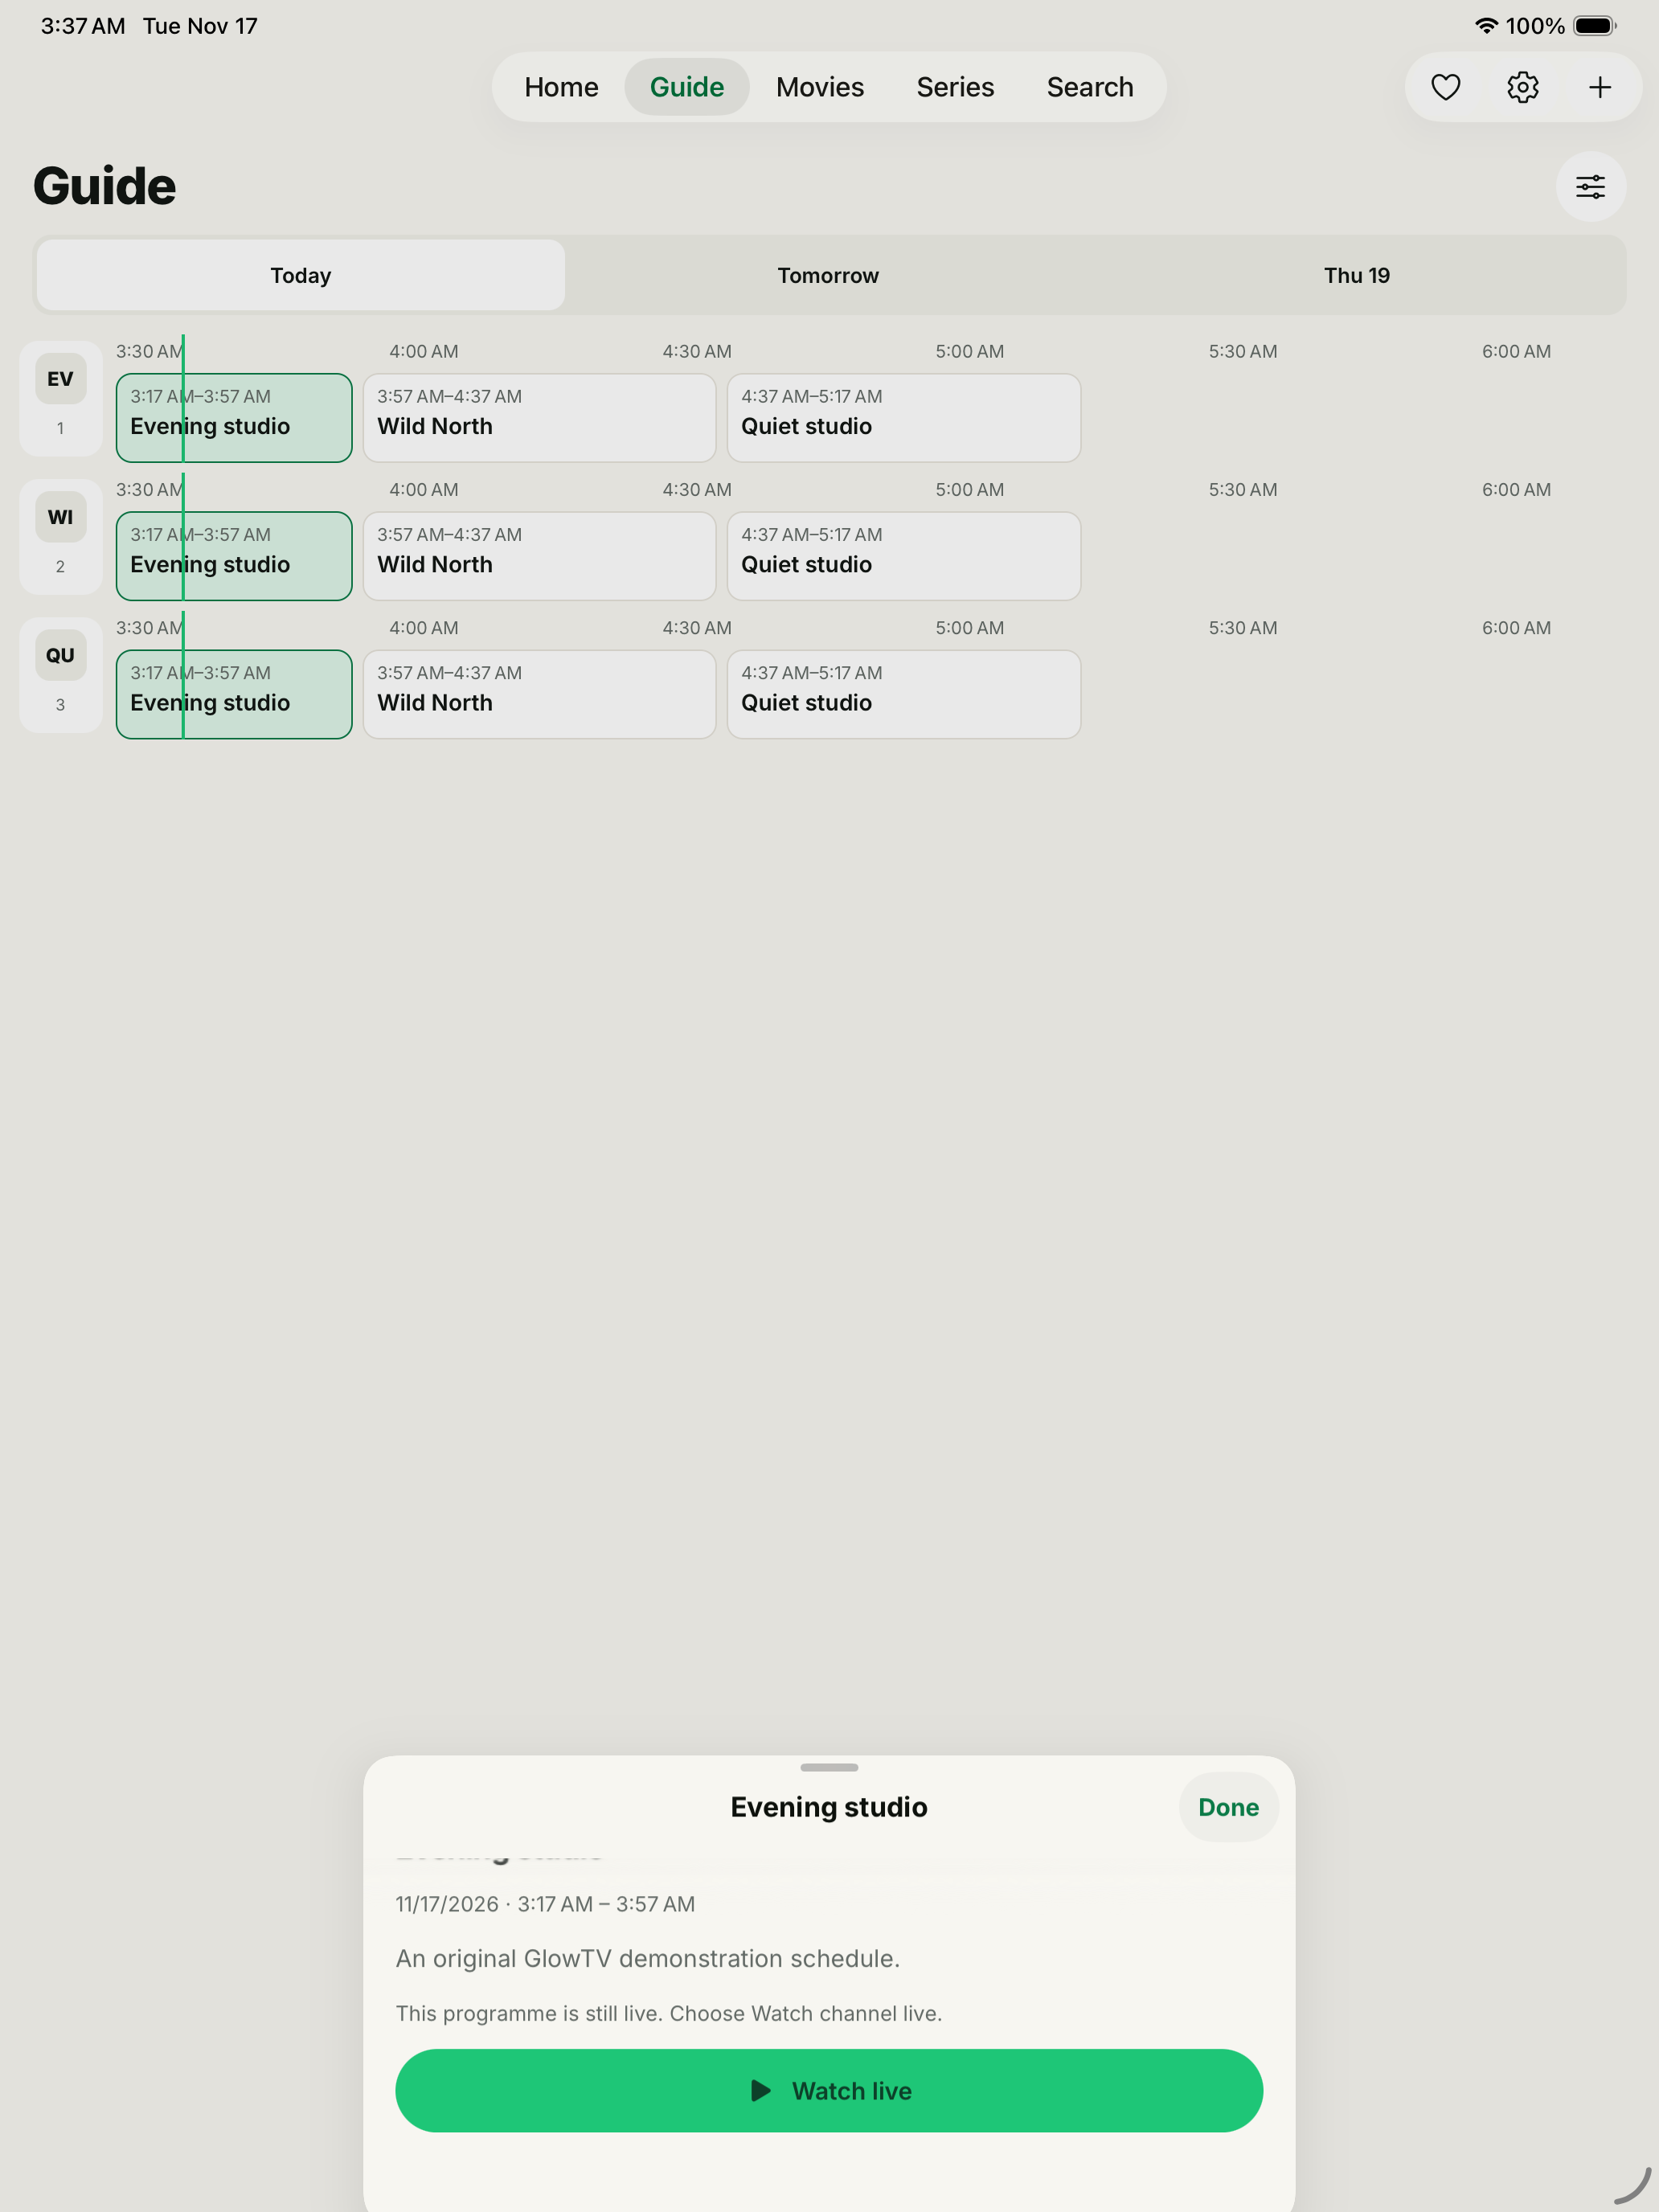 3:37 AM Tue Nov 17
100%
Home Guide Movies Series Search
Guide
Today Tomorrow Thu 19
EV
1
3:30 AM 4:00 AM 4:30 AM 5:00 AM 5:30 AM 6:00 AM
3:17 AM–3:57 AM 3:57 AM–4:37 AM 4:37 AM–5:17 AM
Evening studio Wild North Quiet studio
WI
2
3:30 AM 4:00 AM 4:30 AM 5:00 AM 5:30 AM 6:00 AM
3:17 AM–3:57 AM 3:57 AM–4:37 AM 4:37 AM–5:17 AM
Evening studio Wild North Quiet studio
QU
3
3:30 AM 4:00 AM 4:30 AM 5:00 AM 5:30 AM 6:00 AM
3:17 AM–3:57 AM 3:57 AM–4:37 AM 4:37 AM–5:17 AM
Evening studio Wild North Quiet studio
Evening studio
Done
11/17/2026 · 3:17 AM – 3:57 AM
An original GlowTV demonstration schedule.
This programme is still live. Choose Watch channel live.
Watch live